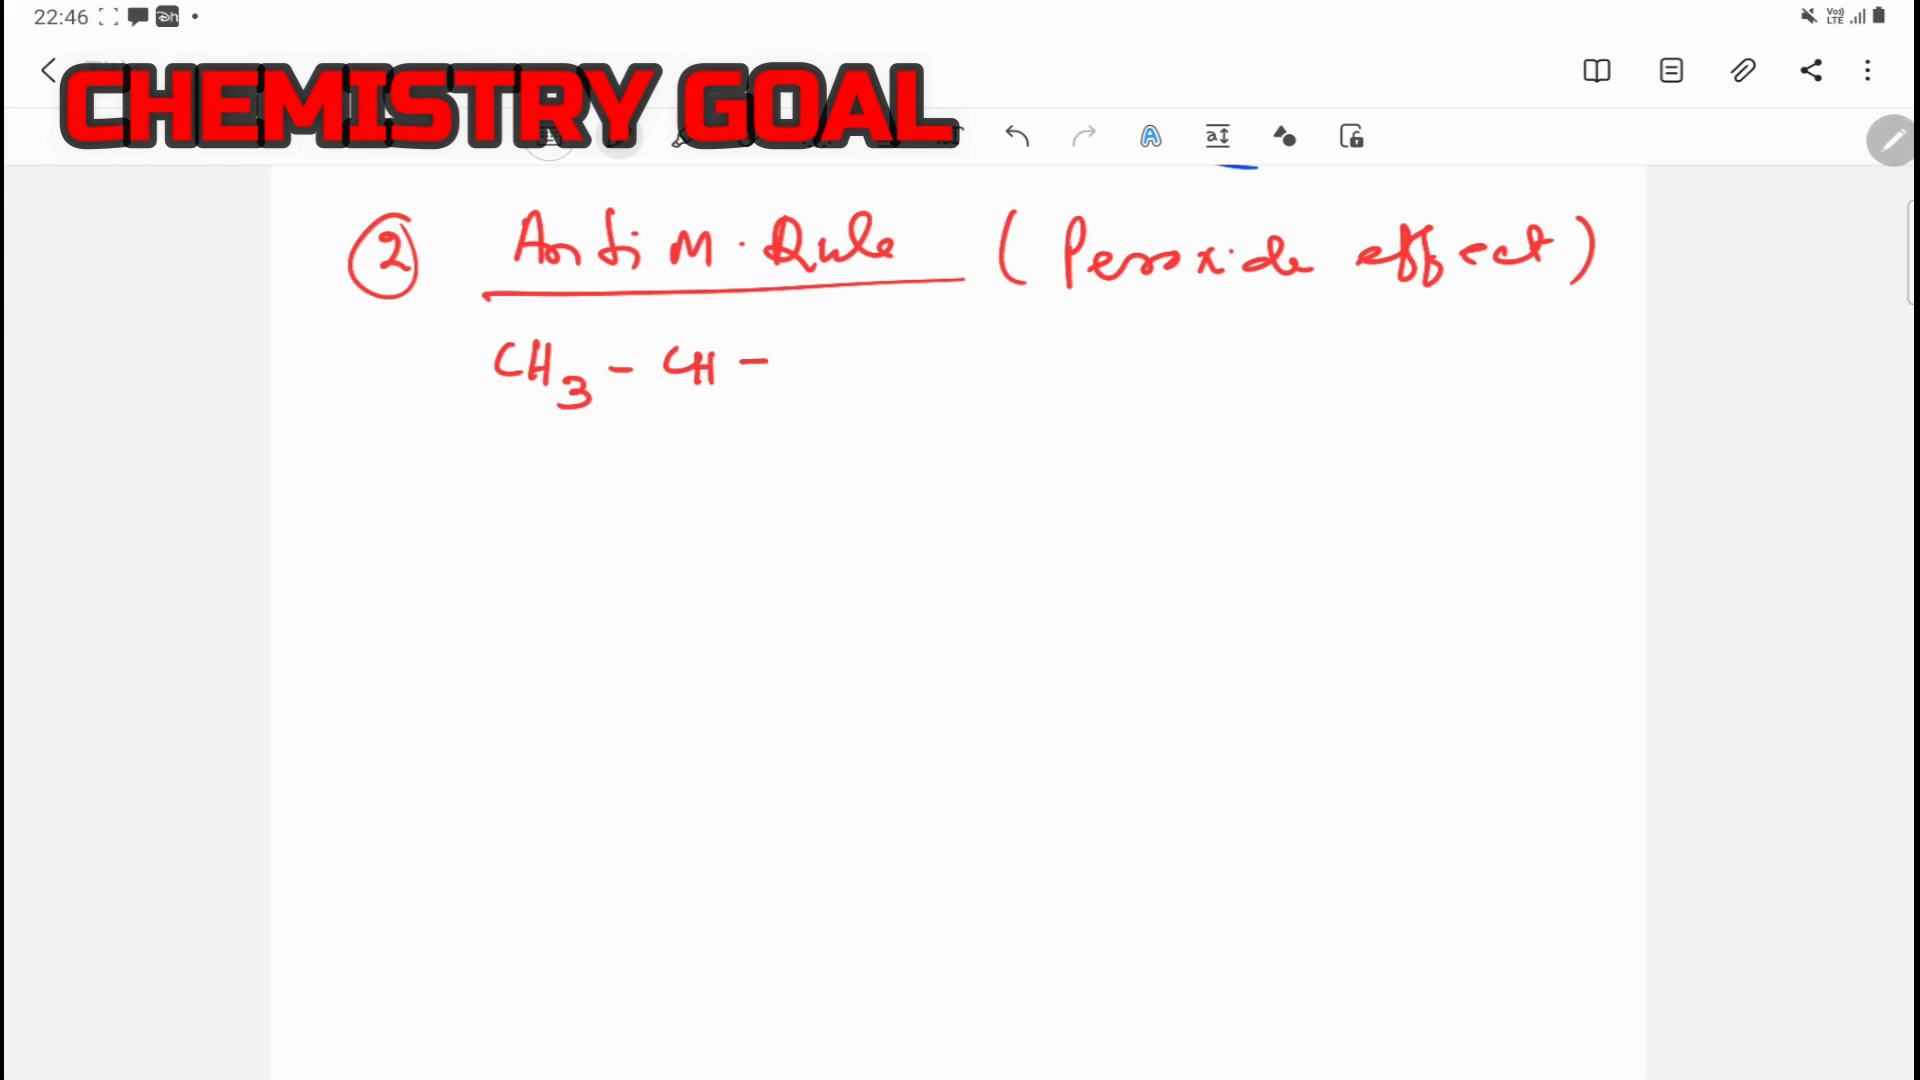 22:46
CHEMISTRY GOAL
② Anti M. Rule (Peroxide effect)
CH₃ - CH -